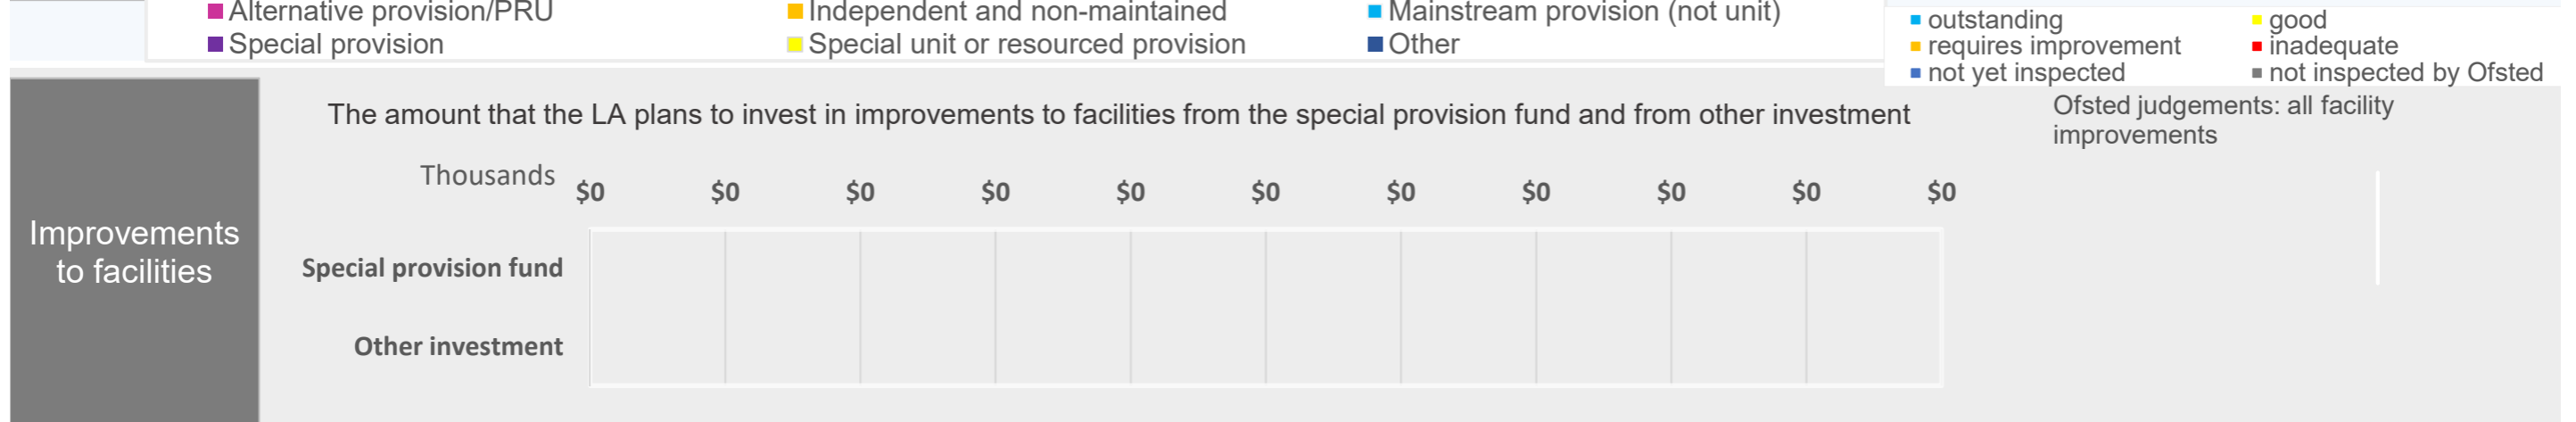 Alternative provision/PRU
Independent and non-maintained
Mainstream provision (not unit)
Special provision
Special unit or resourced provision
Other
outstanding
good
requires improvement
inadequate
not yet inspected
not inspected by Ofsted
Improvements
to facilities
The amount that the LA plans to invest in improvements to facilities from the special provision fund and from other investment
Thousands
$0 $0 $0 $0 $0 $0 $0 $0 $0 $0 $0
Special provision fund
Other investment
Ofsted judgements: all facility
improvements